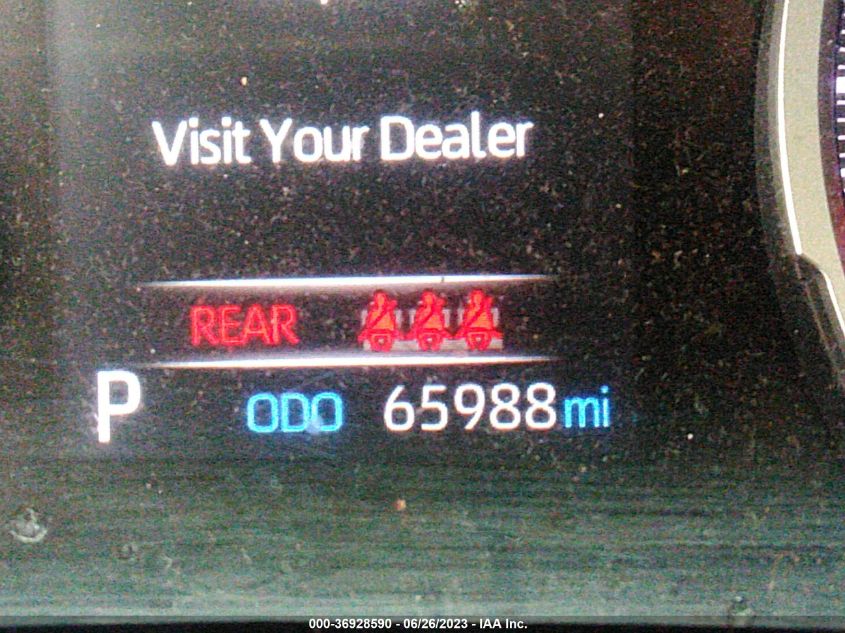 Visit Your Dealer
REAR
P ODO 65988 mi
000-36928590 - 06/26/2023 - IAA Inc.